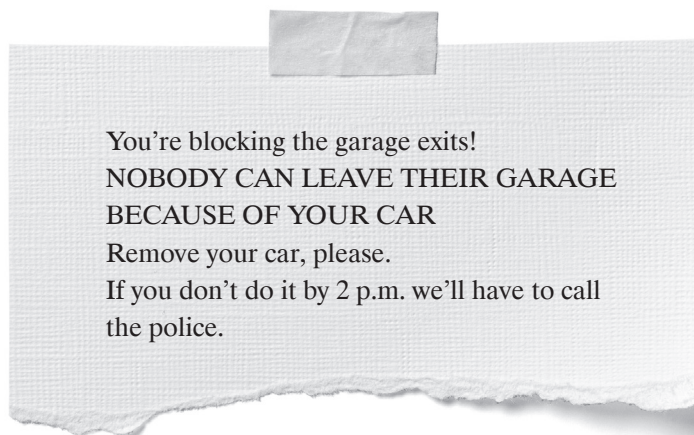 You’re blocking the garage exits!
NOBODY CAN LEAVE THEIR GARAGE
BECAUSE OF YOUR CAR
Remove your car, please.
If you don’t do it by 2 p.m. we’ll have to call
the police.